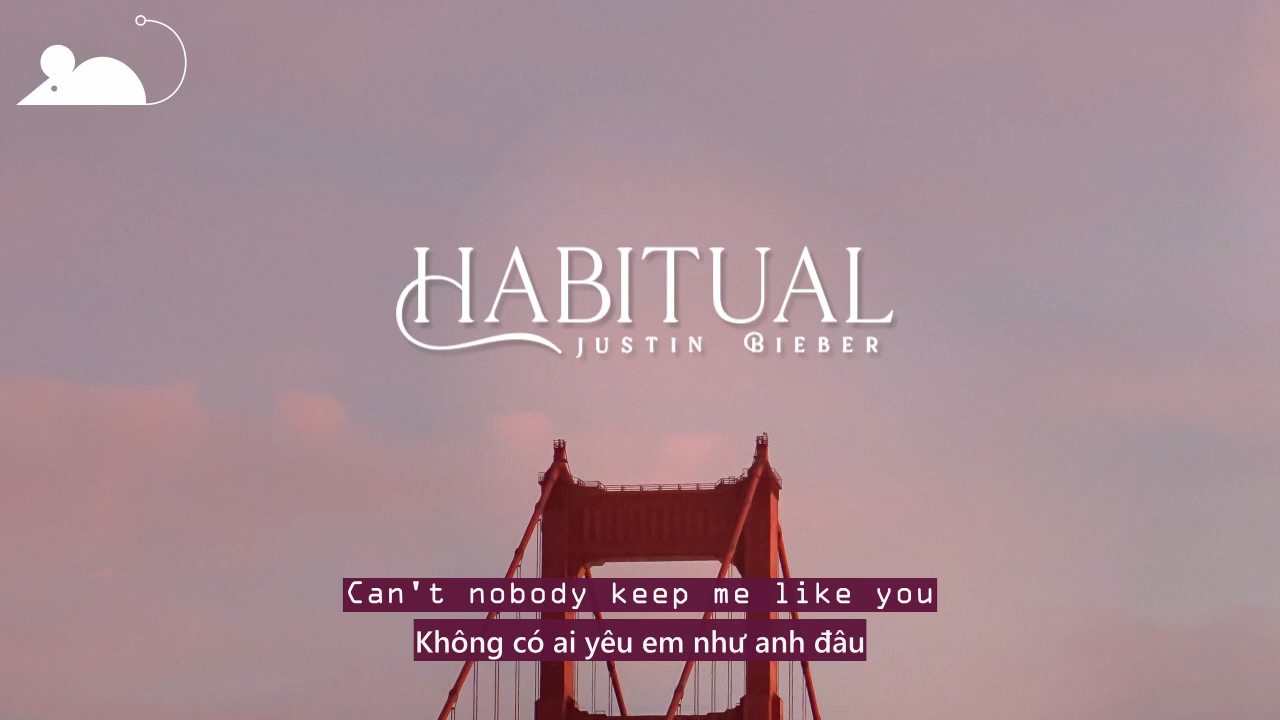 HABITUAL
JUSTIN BIEBER
Can't nobody keep me like you
Không có ai yêu em như anh đâu